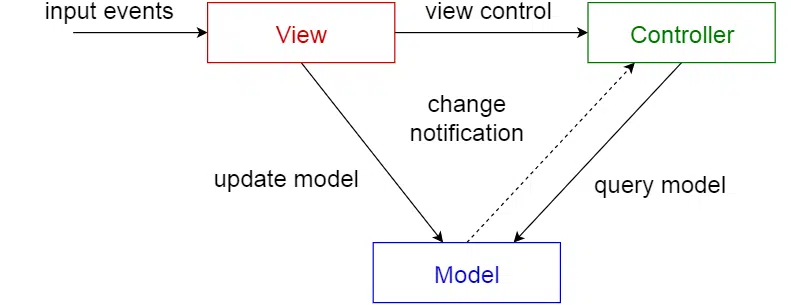 input events
View
view control
Controller
change
notification
update model
query model
Model